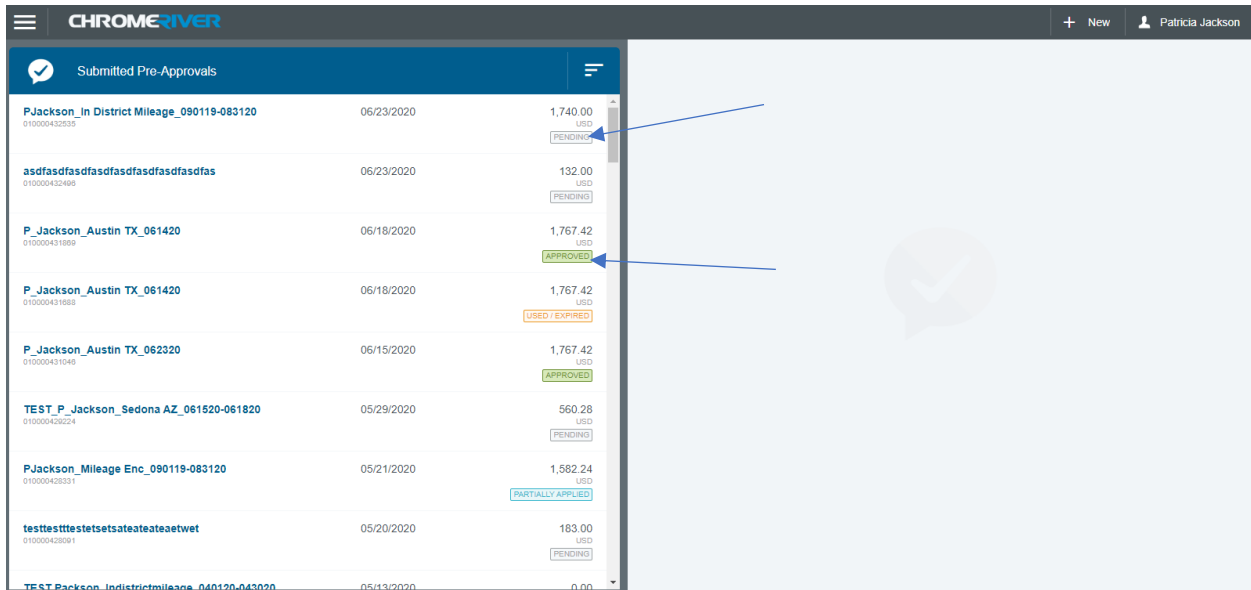 CHROMERIVER
New
Patricia Jackson
Submitted Pre-Approvals
PJackson_In District Mileage_090119-083120 06/23/2020 1,740.00
010000432535 USD
PENDING
asdfasdfasdfasdfasdfasdfasdfasdfas 06/23/2020 132.00
010000432496 USD
PENDING
P_Jackson_Austin TX_061420 06/18/2020 1,767.42
010000431869 USD
APPROVED
P_Jackson_Austin TX_061420 06/18/2020 1,767.42
010000431688 USD
USED / EXPIRED
P_Jackson_Austin TX_062320 06/15/2020 1,767.42
010000431046 USD
APPROVED
TEST_P_Jackson_Sedona AZ_061520-061820 05/29/2020 560.28
010000429224 USD
PENDING
PJackson_Mileage Enc_090119-083120 05/21/2020 1,582.24
010000428331 USD
PARTIALLY APPLIED
testtestttestetsetsateateateaetwet 05/20/2020 183.00
010000428091 USD
PENDING
TEST Packson_Indistrictmileage_040120-043020 05/13/2020 0.00